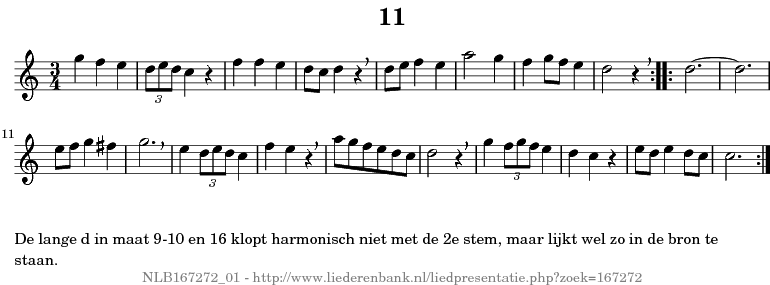 11
3
4
3
11
3
3
De lange d in maat 9-10 en 16 klopt harmonisch niet met de 2e stem, maar lijkt wel zo in de bron te
staan.
NLB167272_01 - http://www.liederenbank.nl/liedpresentatie.php?zoek=167272